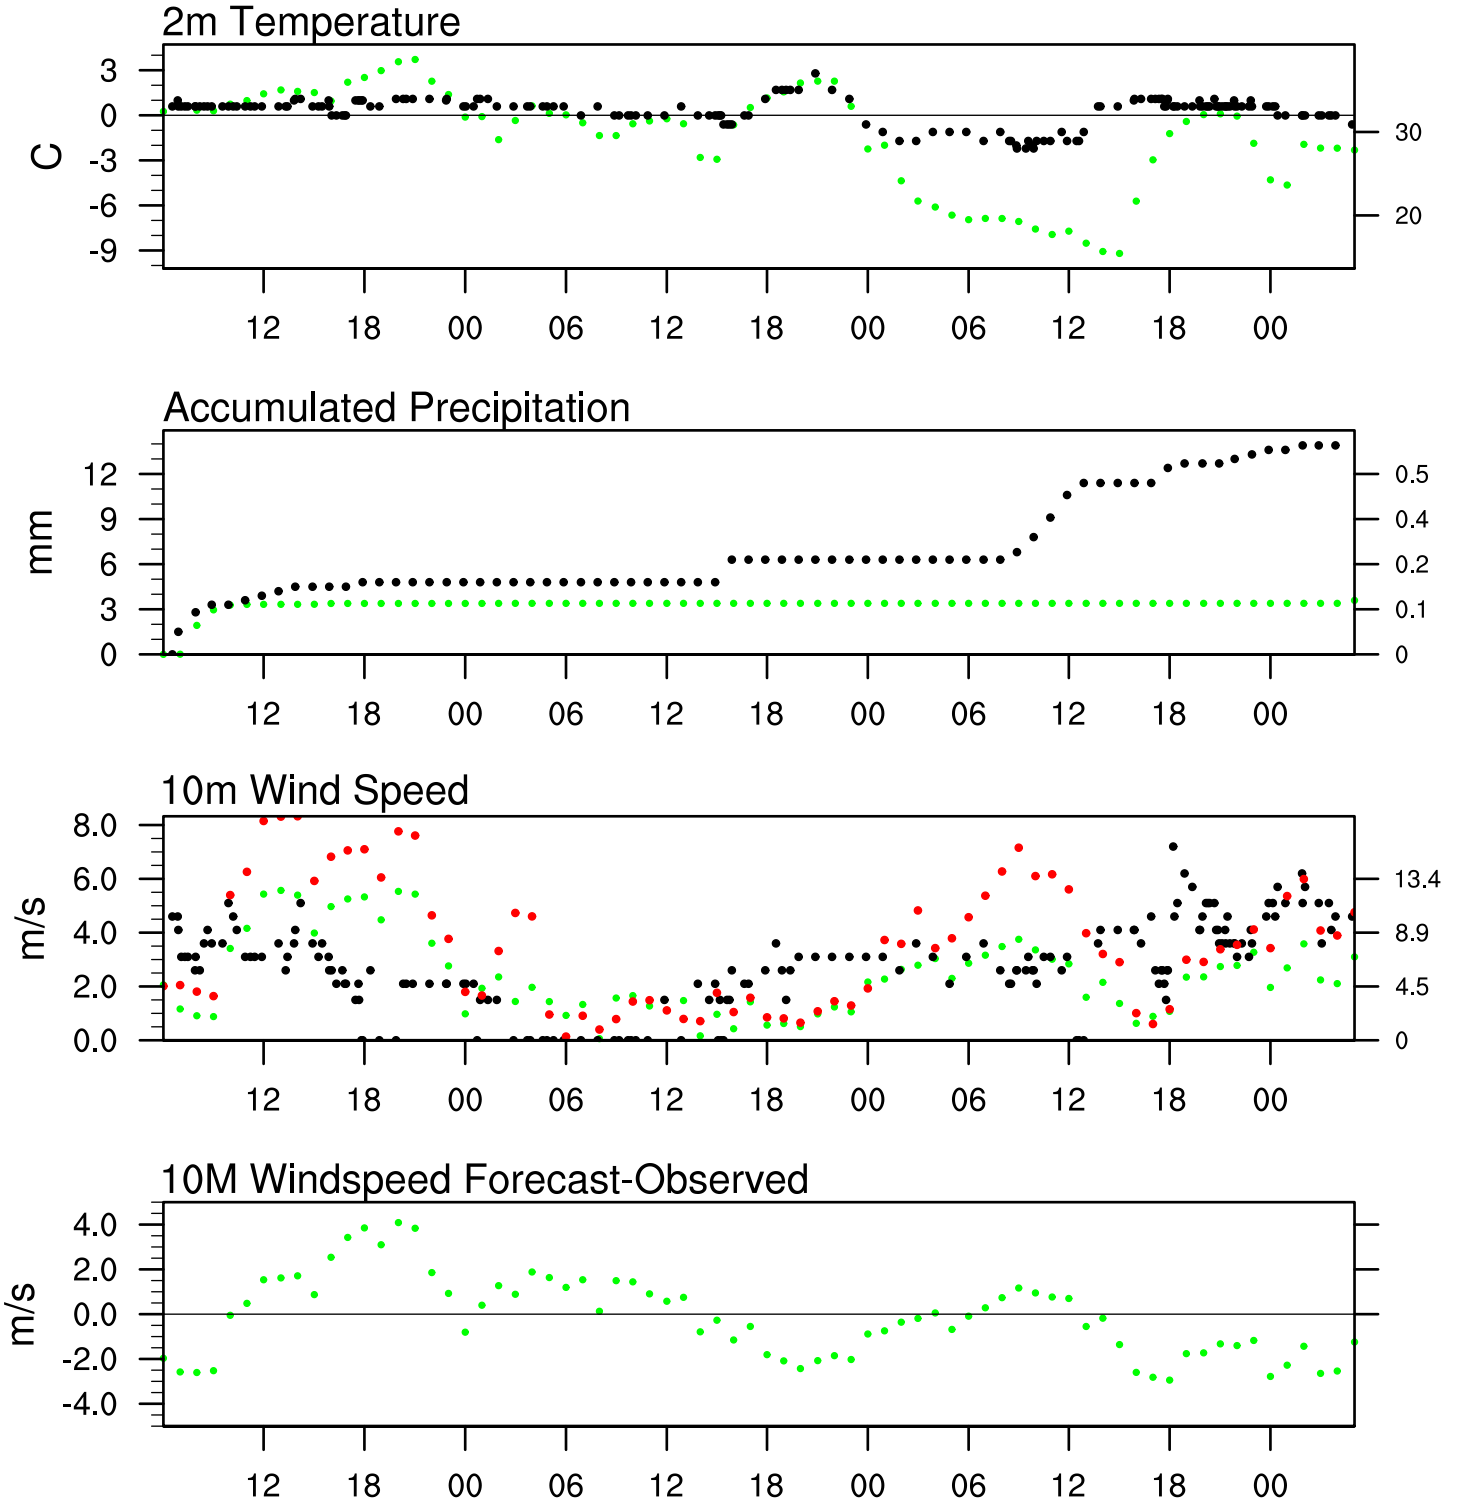 2m Temperature
3
0
-3
-6
-9
C
30
20
12 18 00 06 12 18 00 06 12 18 00
Accumulated Precipitation
12
9
6
3
0
mm
0.5
0.4
0.2
0.1
0
12 18 00 06 12 18 00 06 12 18 00
10m Wind Speed
8.0
6.0
4.0
2.0
0.0
m/s
13.4
8.9
4.5
0
12 18 00 06 12 18 00 06 12 18 00
10M Windspeed Forecast-Observed
4.0
2.0
0.0
-2.0
-4.0
m/s
12 18 00 06 12 18 00 06 12 18 00